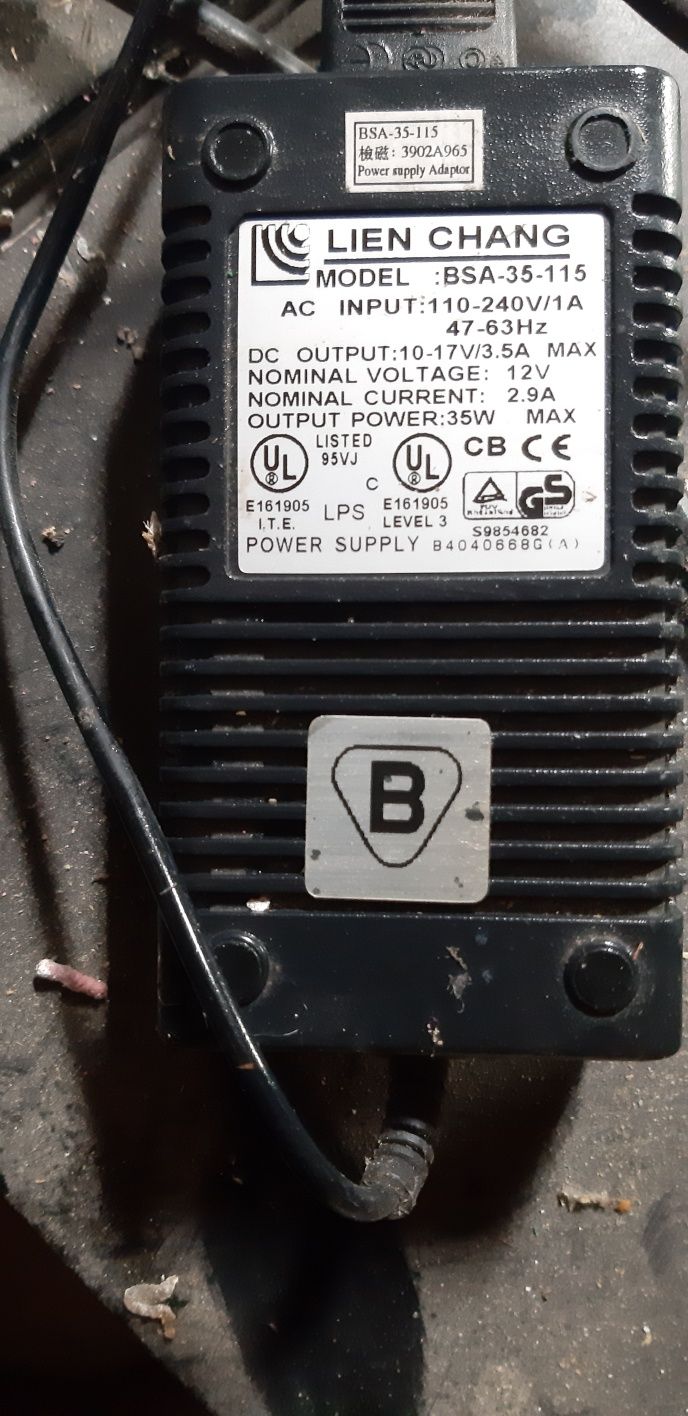 BSA-35-115
檢磁: 3902A965
Power supply Adaptor
LIEN CHANG
MODEL :BSA-35-115
AC INPUT:110-240V/1A
47-63Hz
DC OUTPUT:10-17V/3.5A MAX
NOMINAL VOLTAGE: 12V
NOMINAL CURRENT: 2.9A
OUTPUT POWER:35W MAX
UL ® LISTED 95VJ C UL ® CB CE
E161905 I.T.E. LPS E161905 LEVEL 3 GS
S9854682
POWER SUPPLY B4040668G(A)
B